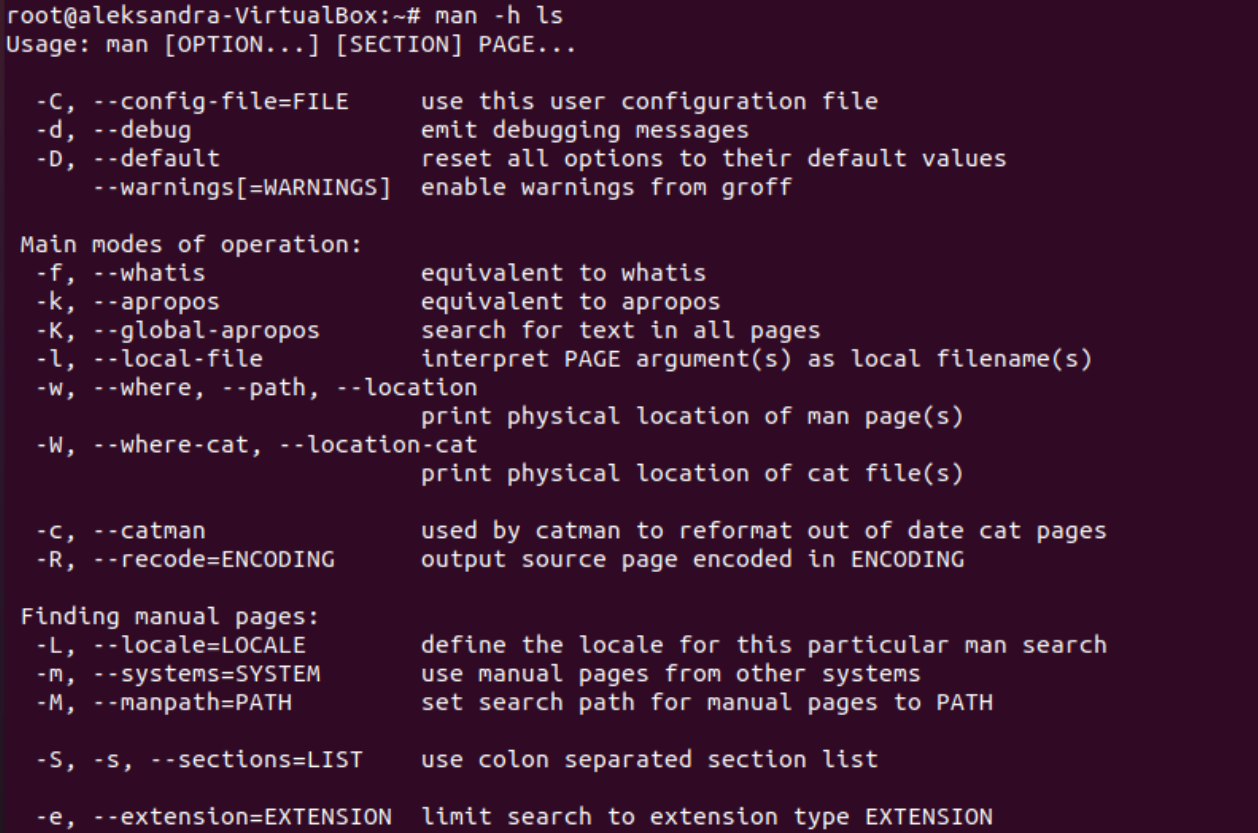 root@aleksandra-VirtualBox:~# man -h ls
Usage: man [OPTION...] [SECTION] PAGE...

  -C, --config-file=FILE     use this user configuration file
  -d, --debug                emit debugging messages
  -D, --default              reset all options to their default values
      --warnings[=WARNINGS]  enable warnings from groff

 Main modes of operation:
  -f, --whatis               equivalent to whatis
  -k, --apropos              equivalent to apropos
  -K, --global-apropos       search for text in all pages
  -l, --local-file           interpret PAGE argument(s) as local filename(s)
  -w, --where, --path, --location
                             print physical location of man page(s)
  -W, --where-cat, --location-cat
                             print physical location of cat file(s)

  -c, --catman               used by catman to reformat out of date cat pages
  -R, --recode=ENCODING      output source page encoded in ENCODING

 Finding manual pages:
  -L, --locale=LOCALE        define the locale for this particular man search
  -m, --systems=SYSTEM       use manual pages from other systems
  -M, --manpath=PATH         set search path for manual pages to PATH

  -S, -s, --sections=LIST    use colon separated section list

  -e, --extension=EXTENSION  limit search to extension type EXTENSION